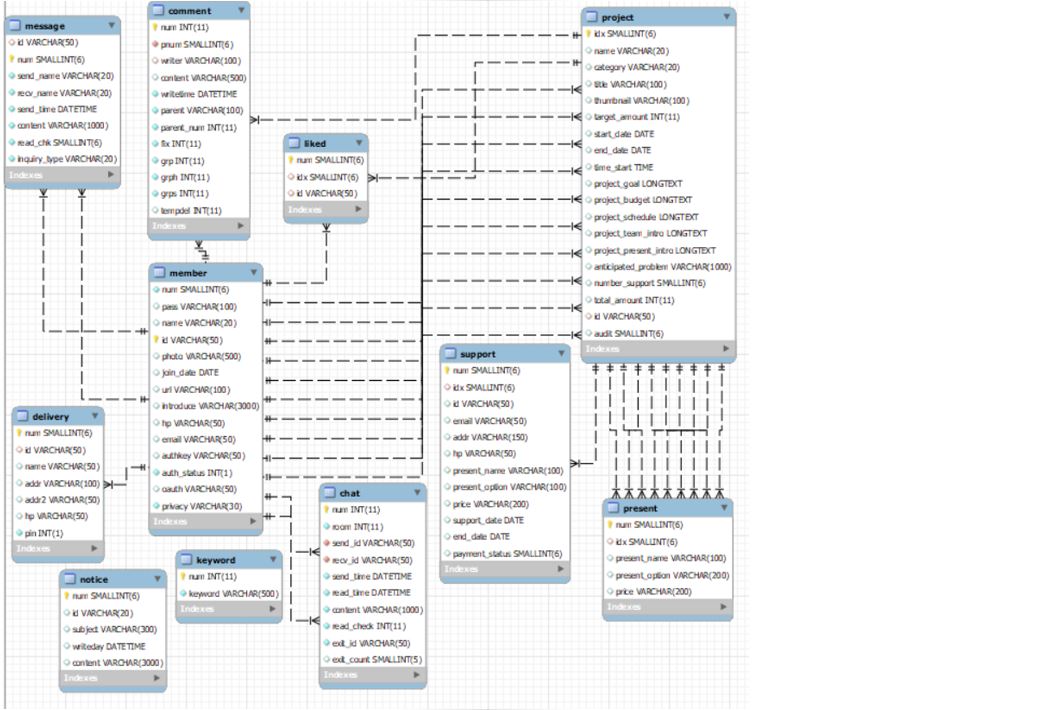 message
id VARCHAR(50)
num SMALLINT(6)
send_name VARCHAR(20)
recv_name VARCHAR(20)
send_time DATETIME
content VARCHAR(1000)
read_chk SMALLINT(6)
inquiry_type VARCHAR(20)
Indexes
comment
num INT(11)
pnum SMALLINT(6)
writer VARCHAR(100)
content VARCHAR(500)
writetime DATETIME
parent VARCHAR(100)
parent_num INT(11)
fix INT(11)
grp INT(11)
grph INT(11)
grps INT(11)
tempdel INT(11)
Indexes
liked
num SMALLINT(6)
idx SMALLINT(6)
id VARCHAR(50)
Indexes
project
idx SMALLINT(6)
name VARCHAR(20)
category VARCHAR(20)
title VARCHAR(100)
thumbnail VARCHAR(100)
target_amount INT(11)
start_date DATE
end_date DATE
time_start TIME
project_goal LONGTEXT
project_budget LONGTEXT
project_schedule LONGTEXT
project_team_intro LONGTEXT
project_present_intro LONGTEXT
anticipated_problem VARCHAR(1000)
number_support SMALLINT(6)
total_amount INT(11)
id VARCHAR(50)
audit SMALLINT(6)
Indexes
member
num SMALLINT(6)
pass VARCHAR(100)
name VARCHAR(20)
id VARCHAR(50)
photo VARCHAR(500)
join_date DATE
url VARCHAR(100)
introduce VARCHAR(3000)
hp VARCHAR(50)
email VARCHAR(50)
authkey VARCHAR(50)
auth_status INT(1)
oauth VARCHAR(50)
privacy VARCHAR(30)
Indexes
support
num SMALLINT(6)
idx SMALLINT(6)
id VARCHAR(50)
email VARCHAR(50)
addr VARCHAR(150)
hp VARCHAR(50)
present_name VARCHAR(100)
present_option VARCHAR(100)
price VARCHAR(200)
support_date DATE
end_date DATE
payment_status SMALLINT(6)
Indexes
delivery
num SMALLINT(6)
id VARCHAR(50)
name VARCHAR(50)
addr VARCHAR(100)
addr2 VARCHAR(50)
hp VARCHAR(50)
pin INT(1)
Indexes
chat
num INT(11)
room INT(11)
send_id VARCHAR(50)
recv_id VARCHAR(50)
send_time DATETIME
read_time DATETIME
content VARCHAR(1000)
read_check INT(11)
exit_id VARCHAR(50)
exit_count SMALLINT(5)
Indexes
present
num SMALLINT(6)
idx SMALLINT(6)
present_name VARCHAR(100)
present_option VARCHAR(200)
price VARCHAR(200)
Indexes
keyword
num INT(11)
keyword VARCHAR(500)
Indexes
notice
num SMALLINT(6)
id VARCHAR(20)
subject VARCHAR(300)
writeday DATETIME
content VARCHAR(3000)
Indexes